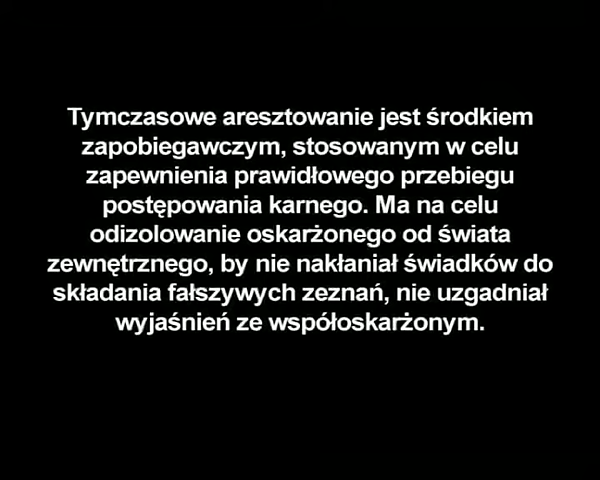 Tymczasowe aresztowanie jest środkiem
zapobiegawczym, stosowanym w celu
zapewnienia prawidłowego przebiegu
postępowania karnego. Ma na celu
odizolowanie oskarżonego od świata
zewnętrznego, by nie nakłaniał świadków do
składania fałszywych zeznań, nie uzgadniał
wyjaśnień ze współoskarżonym.